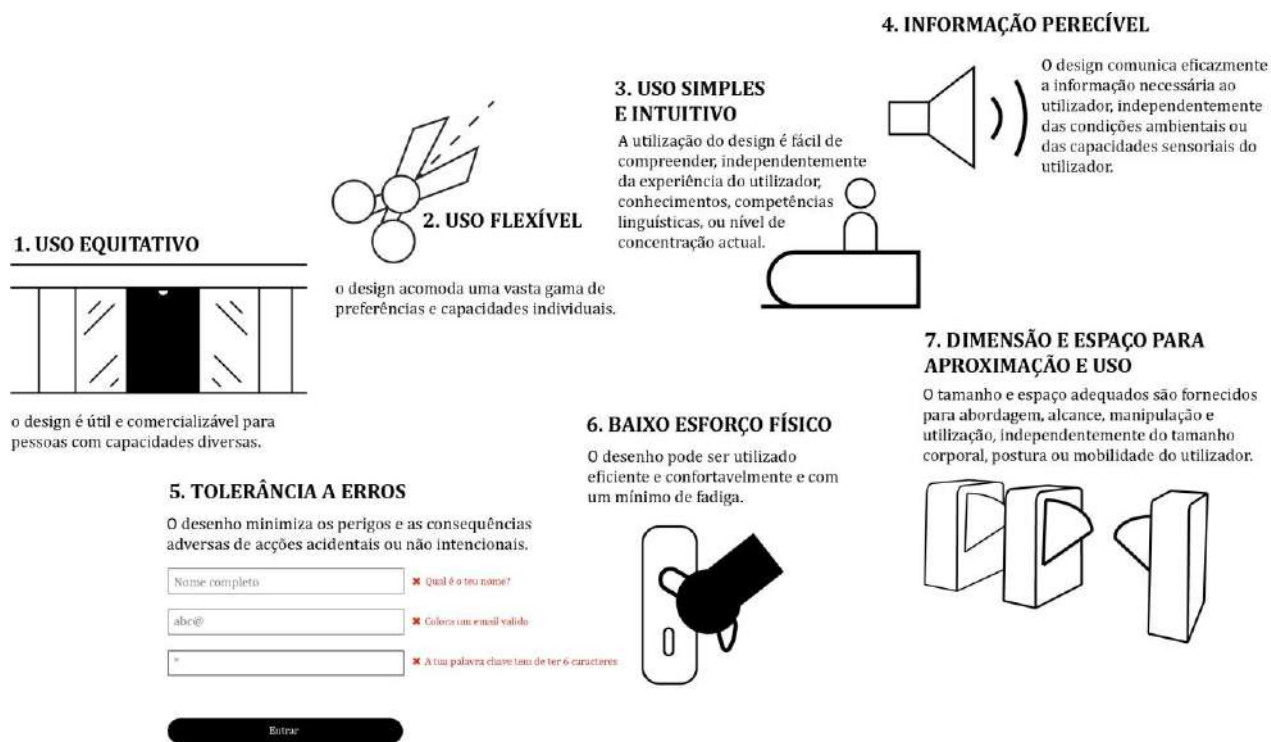 1. USO EQUITATIVO
o design é útil e comercializável para
pessoas com capacidades diversas.
2. USO FLEXÍVEL
o design acomoda uma vasta gama de
preferências e capacidades individuais.
3. USO SIMPLES
E INTUITIVO
A utilização do design é fácil de
compreender, independentemente
da experiência do utilizador,
conhecimentos, competências
linguísticas, ou nível de
concentração actual.
4. INFORMAÇÃO PERECÍVEL
O design comunica eficazmente
a informação necessária ao
utilizador, independentemente
das condições ambientais ou
das capacidades sensoriais do
utilizador.
5. TOLERÂNCIA A ERROS
O desenho minimiza os perigos e as consequências
adversas de acções acidentais ou não intencionais.
Nome completo ✖ Qual é o teu nome?
abc@ ✖ Coloca um email valido
* ✖ A tua palavra chave tem de ter 6 caracteres
Entrar
6. BAIXO ESFORÇO FÍSICO
O desenho pode ser utilizado
eficiente e confortavelmente e com
um mínimo de fadiga.
7. DIMENSÃO E ESPAÇO PARA
APROXIMAÇÃO E USO
O tamanho e espaço adequados são fornecidos
para abordagem, alcance, manipulação e
utilização, independentemente do tamanho
corporal, postura ou mobilidade do utilizador.